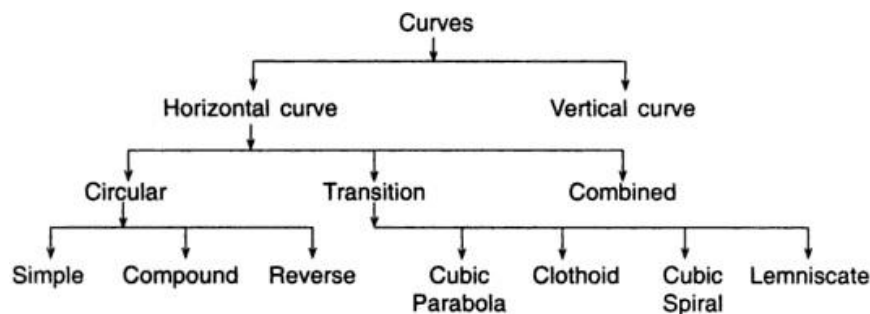 Curves
Horizontal curve Vertical curve
Circular Transition Combined
Simple Compound Reverse Cubic Clothoid Cubic Lemniscate
Parabola Spiral